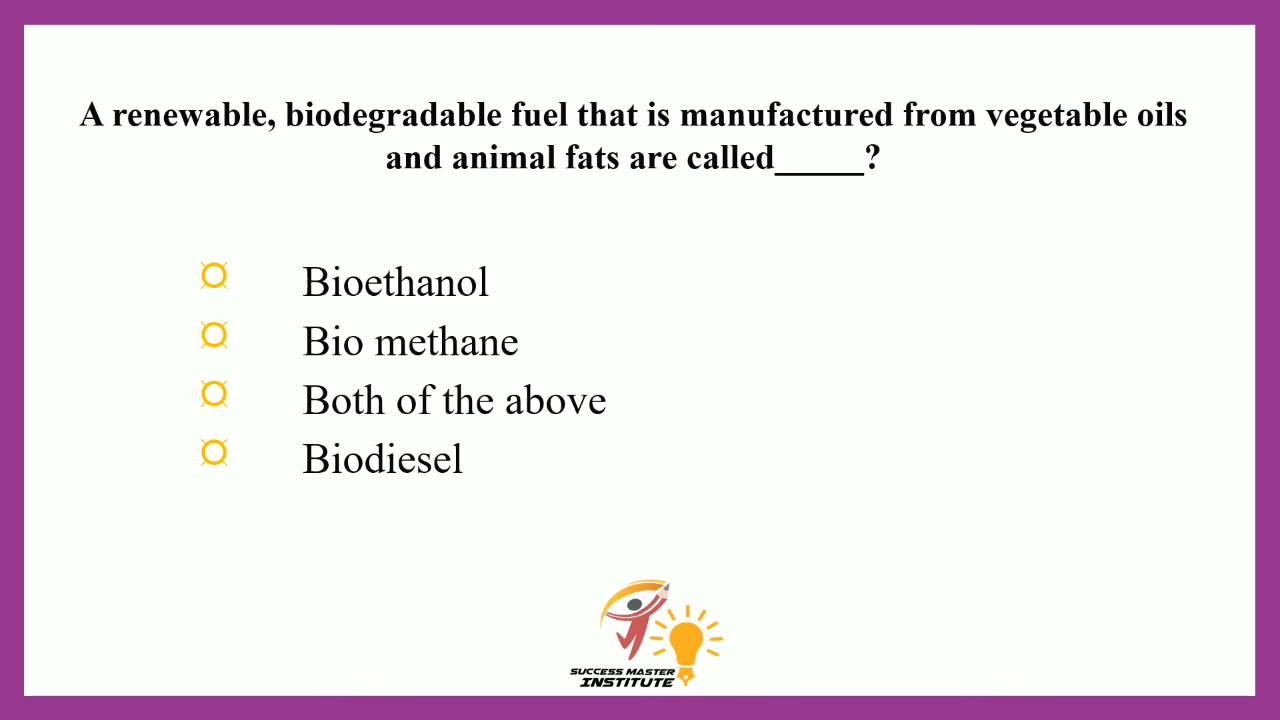 A renewable, biodegradable fuel that is manufactured from vegetable oils
and animal fats are called_____?
Bioethanol
Bio methane
Both of the above
Biodiesel
SUCCESS MASTER
INSTITUTE